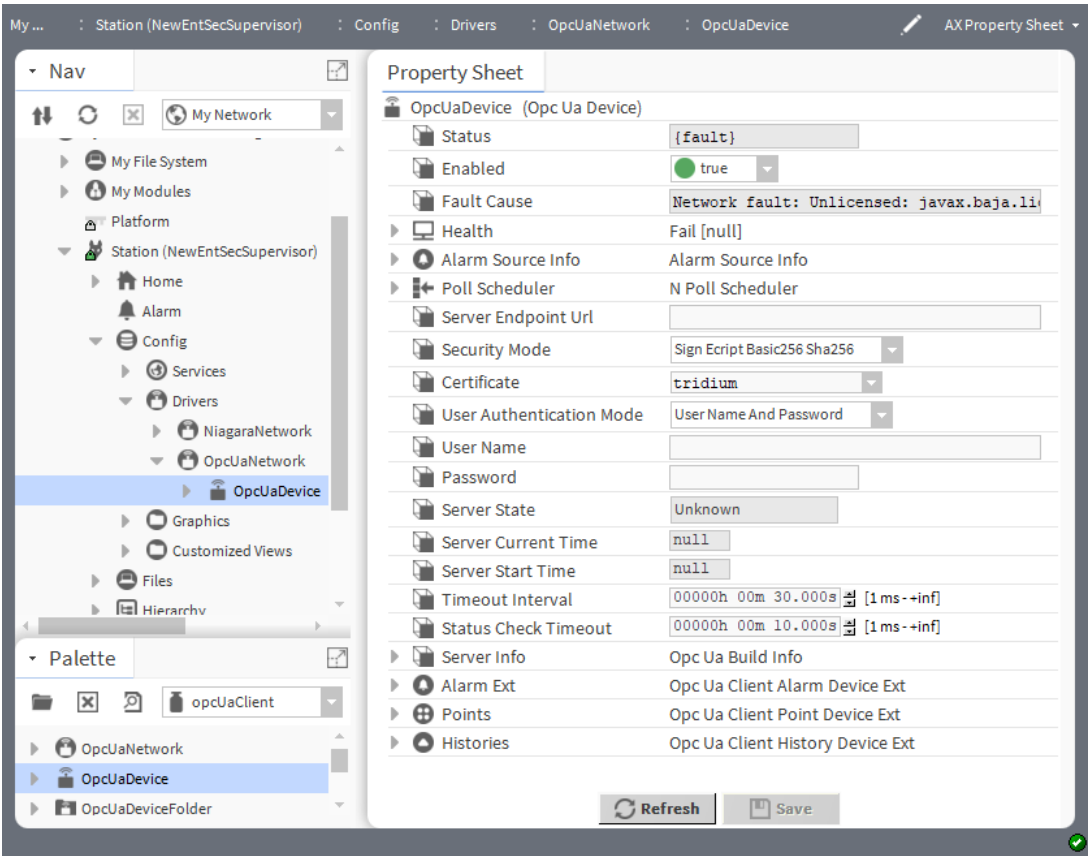 My ... : Station (NewEntSecSupervisor) : Config : Drivers : OpcUaNetwork : OpcUaDevice AX Property Sheet
Nav
My Network
My File System
My Modules
Platform
Station (NewEntSecSupervisor)
Home
Alarm
Config
Services
Drivers
NiagaraNetwork
OpcUaNetwork
OpcUaDevice
Graphics
Customized Views
Files
Hierarchy
Palette
opcUaClient
OpcUaNetwork
OpcUaDevice
OpcUaDeviceFolder
Property Sheet
OpcUaDevice (Opc Ua Device)
Status {fault}
Enabled true
Fault Cause Network fault: Unlicensed: javax.baja.li
Health Fail [null]
Alarm Source Info Alarm Source Info
Poll Scheduler N Poll Scheduler
Server Endpoint Url
Security Mode Sign Ecript Basic256 Sha256
Certificate tridium
User Authentication Mode User Name And Password
User Name
Password
Server State Unknown
Server Current Time null
Server Start Time null
Timeout Interval 00000h 00m 30.000s [1 ms - +inf]
Status Check Timeout 00000h 00m 10.000s [1 ms - +inf]
Server Info Opc Ua Build Info
Alarm Ext Opc Ua Client Alarm Device Ext
Points Opc Ua Client Point Device Ext
Histories Opc Ua Client History Device Ext
Refresh Save